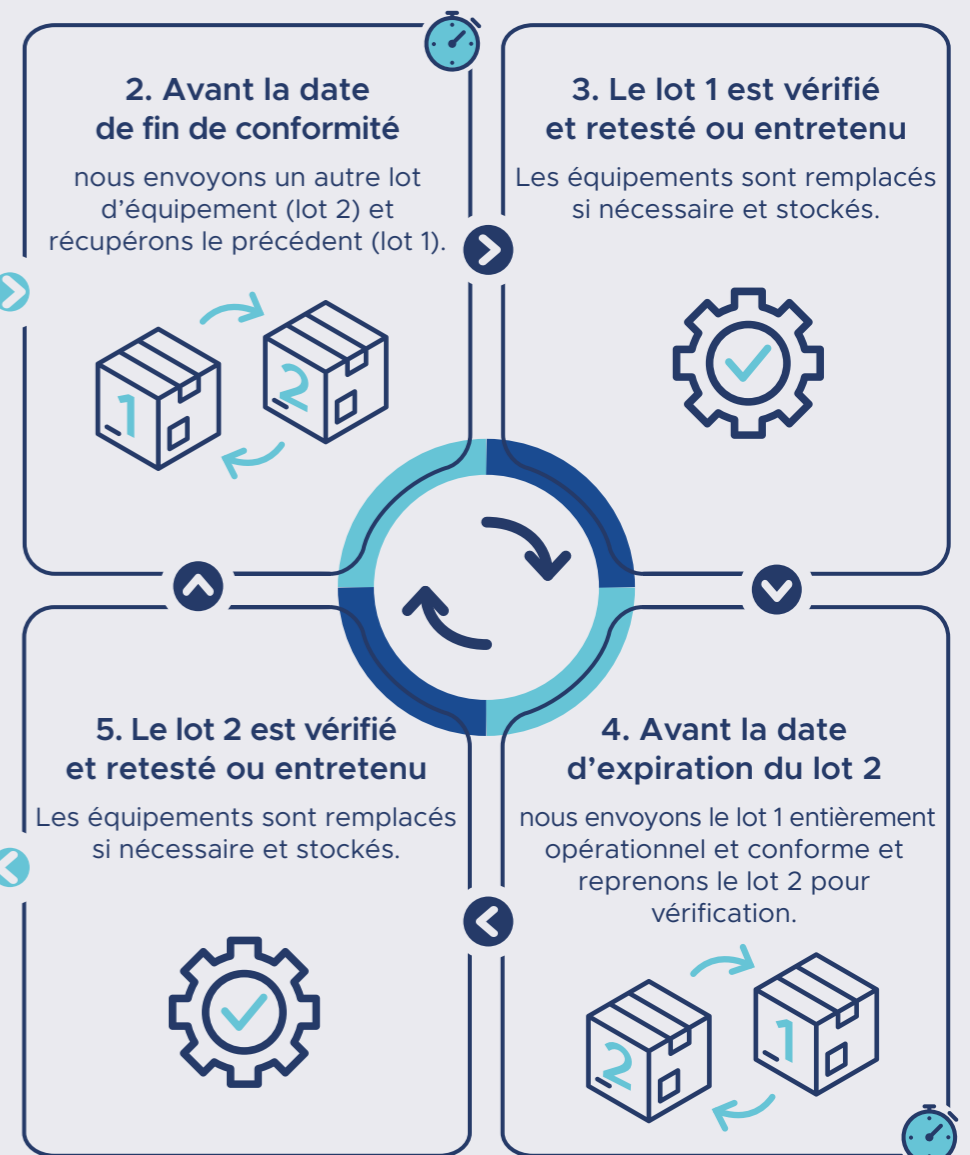 2. Avant la date
de fin de conformité
nous envoyons un autre lot
d'équipement (lot 2) et
récupérons le précédent (lot 1).
1
2
3. Le lot 1 est vérifié
et retesté ou entretenu
Les équipements sont remplacés
si nécessaire et stockés.
4. Avant la date
d'expiration du lot 2
nous envoyons le lot 1 entièrement
opérationnel et conforme et
reprenons le lot 2 pour
vérification.
2
1
5. Le lot 2 est vérifié
et retesté ou entretenu
Les équipements sont remplacés
si nécessaire et stockés.